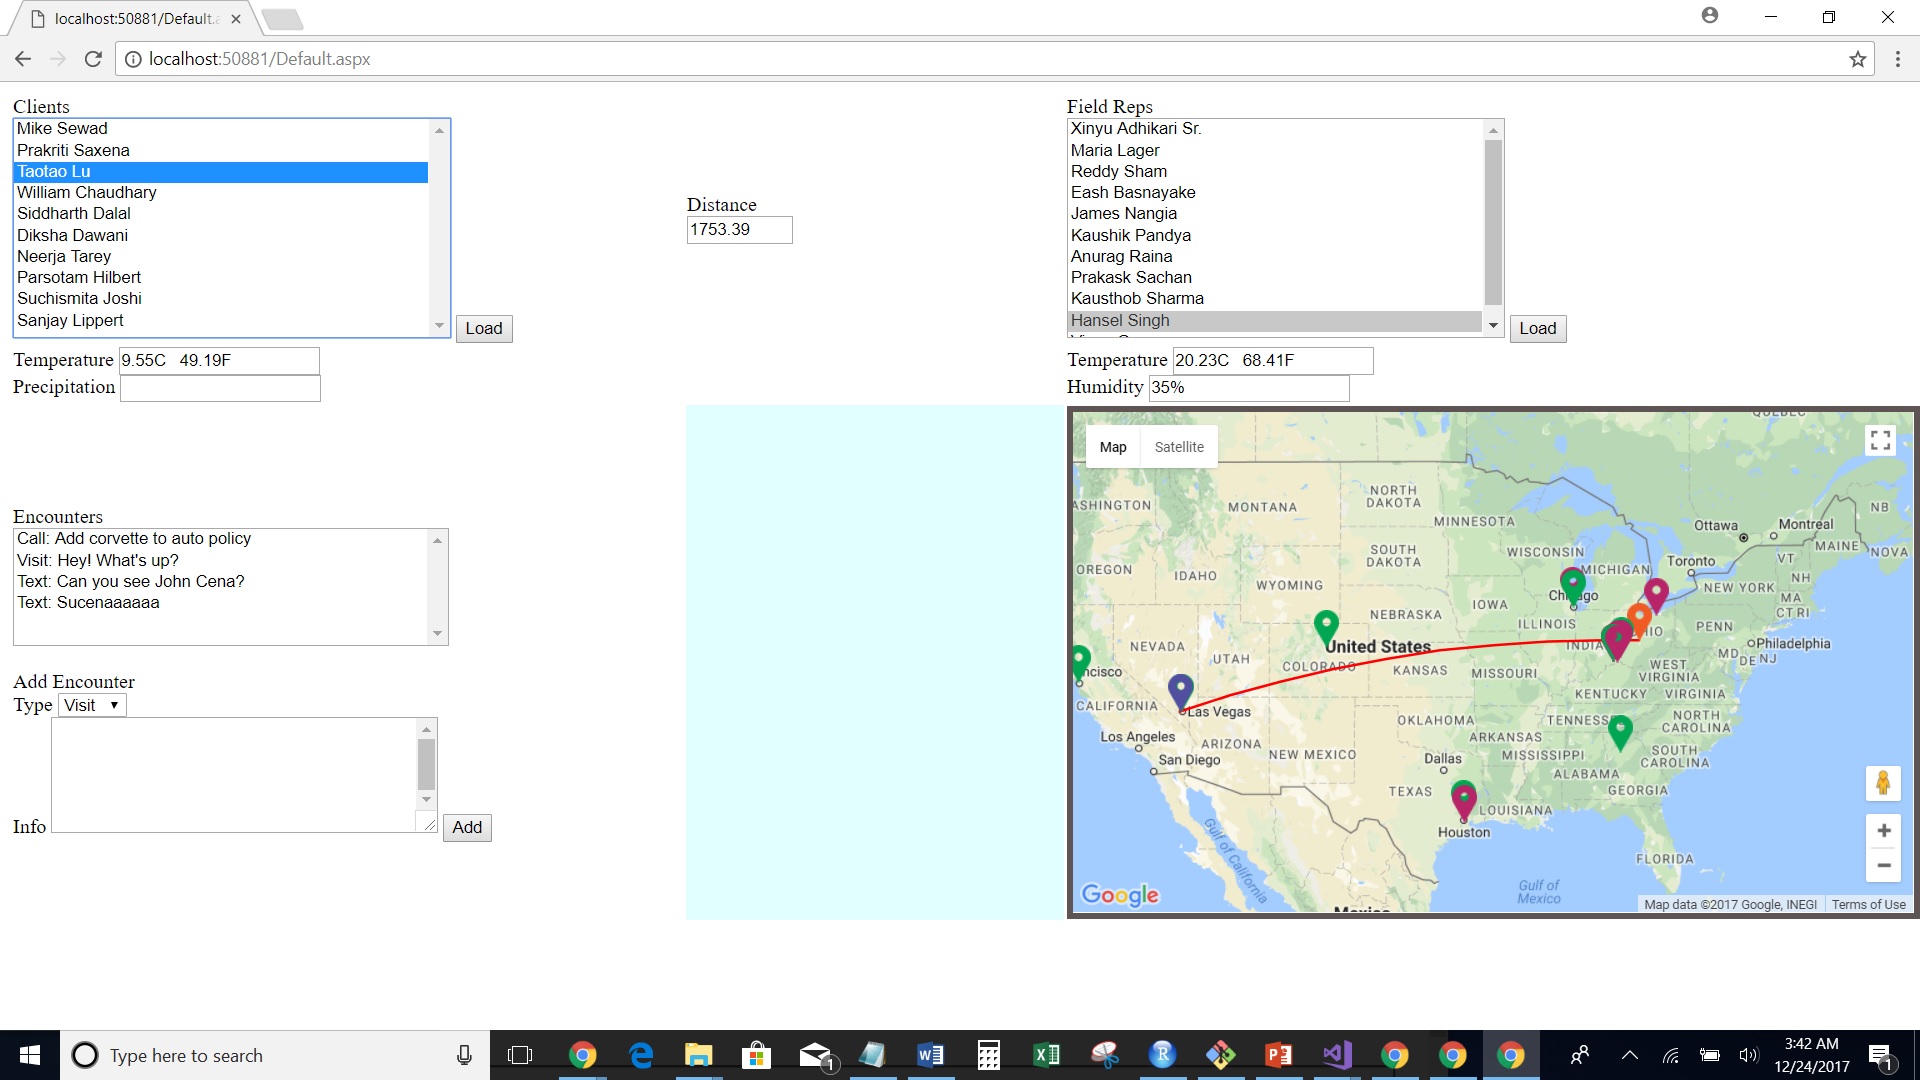 localhost:50881/Default.a
localhost:50881/Default.aspx
Clients
Mike Sewad
Prakriti Saxena
Taotao Lu
William Chaudhary
Siddharth Dalal
Diksha Dawani
Neerja Tarey
Parsotam Hilbert
Suchismita Joshi
Sanjay Lippert
Load
Temperature 9.55C 49.19F
Precipitation
Distance
1753.39
Field Reps
Xinyu Adhikari Sr.
Maria Lager
Reddy Sham
Eash Basnayake
James Nangia
Kaushik Pandya
Anurag Raina
Prakask Sachan
Kausthob Sharma
Hansel Singh
Load
Temperature 20.23C 68.41F
Humidity 35%
Encounters
Call: Add corvette to auto policy
Visit: Hey! What's up?
Text: Can you see John Cena?
Text: Sucenaaaaaa
Add Encounter
Type Visit
Info
Add
Map Satellite
QUEBEC
ASHINGTON
MONTANA
NORTH
DAKOTA
MINNESOTA
NB
Ottawa
Montreal
MAINE
NOVA
OREGON
IDAHO
SOUTH
DAKOTA
WISCONSIN
MICHIGAN
Toronto
VT
NH
WYOMING
NEW YORK
MA
CT RI
Ch go
IOWA
NEBRASKA
ILLINOIS
INDIA
HIO
PENN
Philadelphia
NEVADA
UTAH
United States
COLORADO
KANSAS
MISSOURI
MD
DE NJ
WEST
VIRGINIA
ncisco
CALIFORNIA
Las Vegas
KENTUCKY
VIRGINIA
Los Angeles
ARIZONA
NEW MEXICO
OKLAHOMA
ARKANSAS
TENNESS
NORTH
CAROLINA
San Diego
Dallas
MISSISSIPPI
SOUTH
CAROLINA
ALABAMA
TEXAS
GEORGIA
LOUISIANA
Houston
FLORIDA
Gulf of California
Gulf of
Mexico
Mexico
Google
Map data ©2017 Google, INEGI Terms of Use
Type here to search
1
3:42 AM
12/24/2017
1